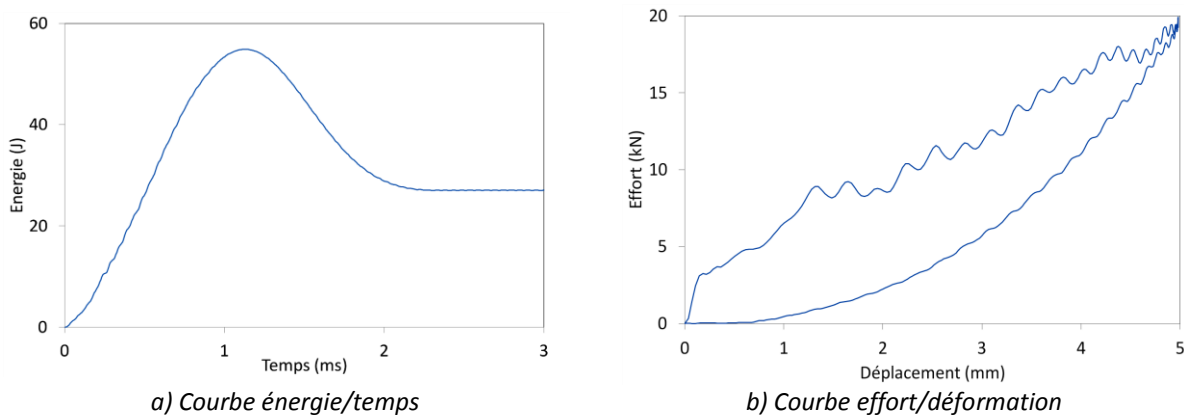 60
40
20
0
Energie (J)
0 1 2 3
Temps (ms)
a) Courbe énergie/temps
20
15
10
5
0
Effort (kN)
0 1 2 3 4 5
Déplacement (mm)
b) Courbe effort/déformation